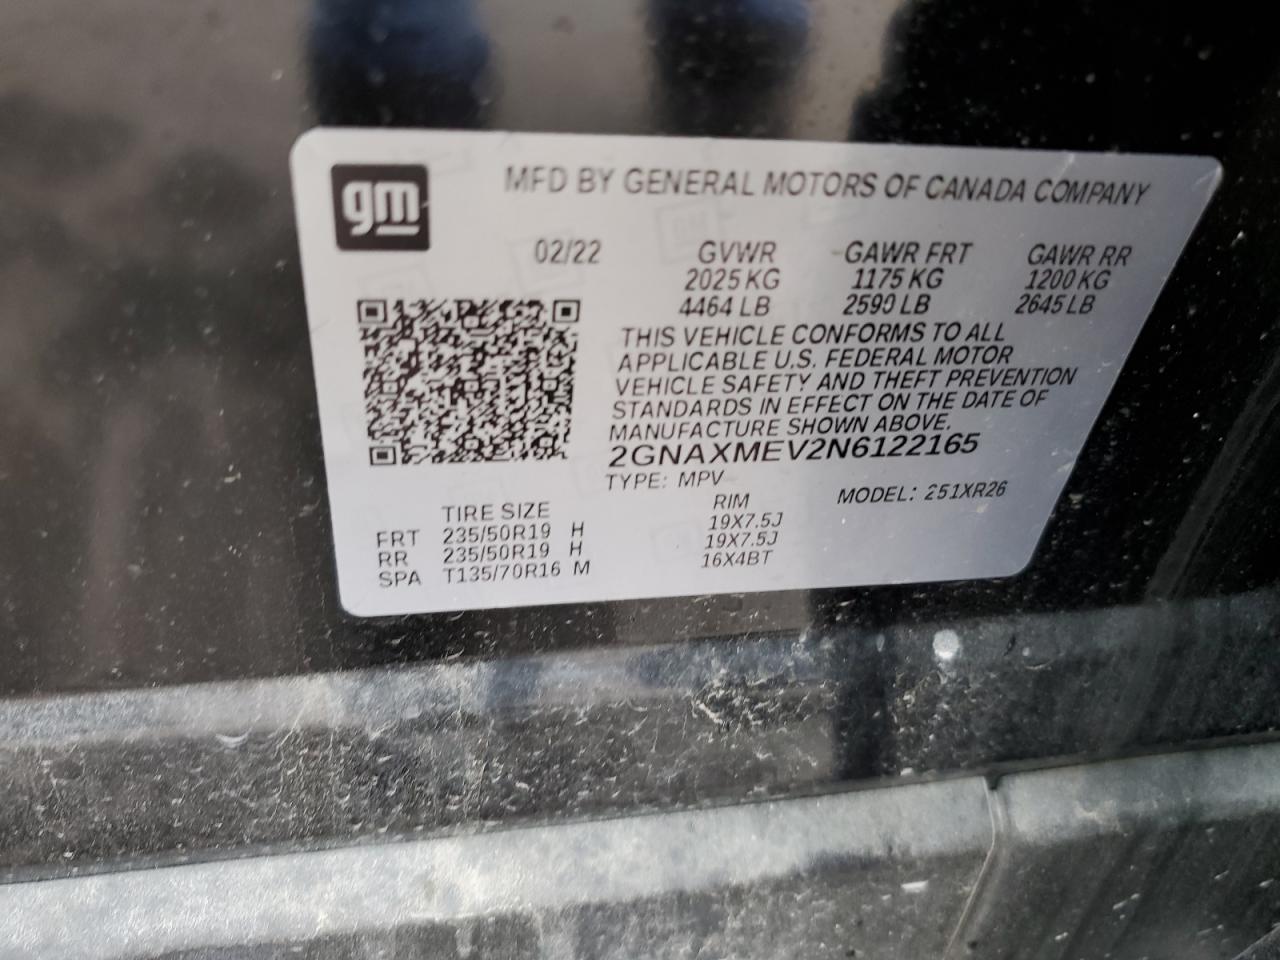 gm
MFD BY GENERAL MOTORS OF CANADA COMPANY
02/22 GVWR GAWR FRT GAWR RR
2025 KG 1175 KG 1200 KG
4464 LB 2590 LB 2645 LB
THIS VEHICLE CONFORMS TO ALL
APPLICABLE U.S. FEDERAL MOTOR
VEHICLE SAFETY AND THEFT PREVENTION
STANDARDS IN EFFECT ON THE DATE OF
MANUFACTURE SHOWN ABOVE.
2GNAXMEV2N6122165
TYPE: MPV MODEL: 251XR26
TIRE SIZE RIM
FRT 235/50R19 H 19X7.5J
RR 235/50R19 H 19X7.5J
SPA T135/70R16 M 16X4BT